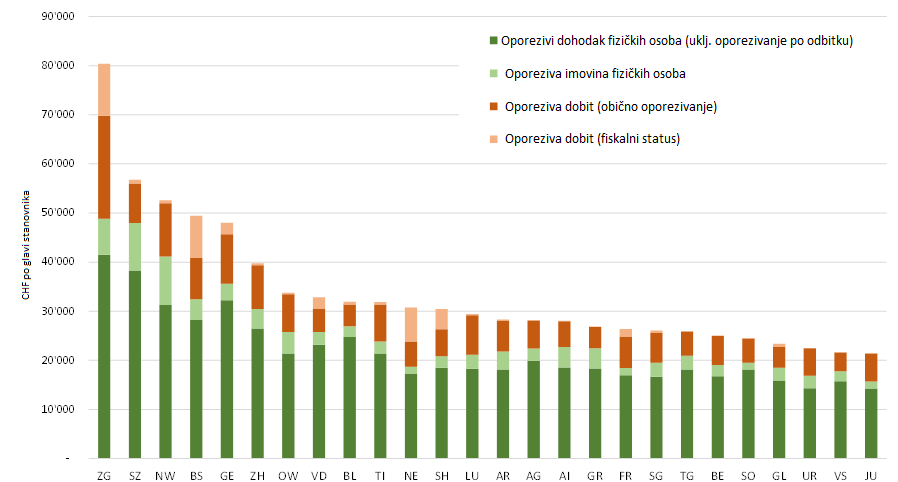 90'000
80'000
70'000
60'000
50'000
40'000
30'000
20'000
10'000
-
CHF po glavi stanovnika
Oporezivi dohodak fizičkih osoba (uklj. oporezivanje po odbitku)
Oporeziva imovina fizičkih osoba
Oporeziva dobit (obično oporezivanje)
Oporeziva dobit (fiskalni status)
ZG SZ NW BS GE ZH OW VD BL TI NE SH LU AR AG AI GR FR SG TG BE SO GL UR VS JU